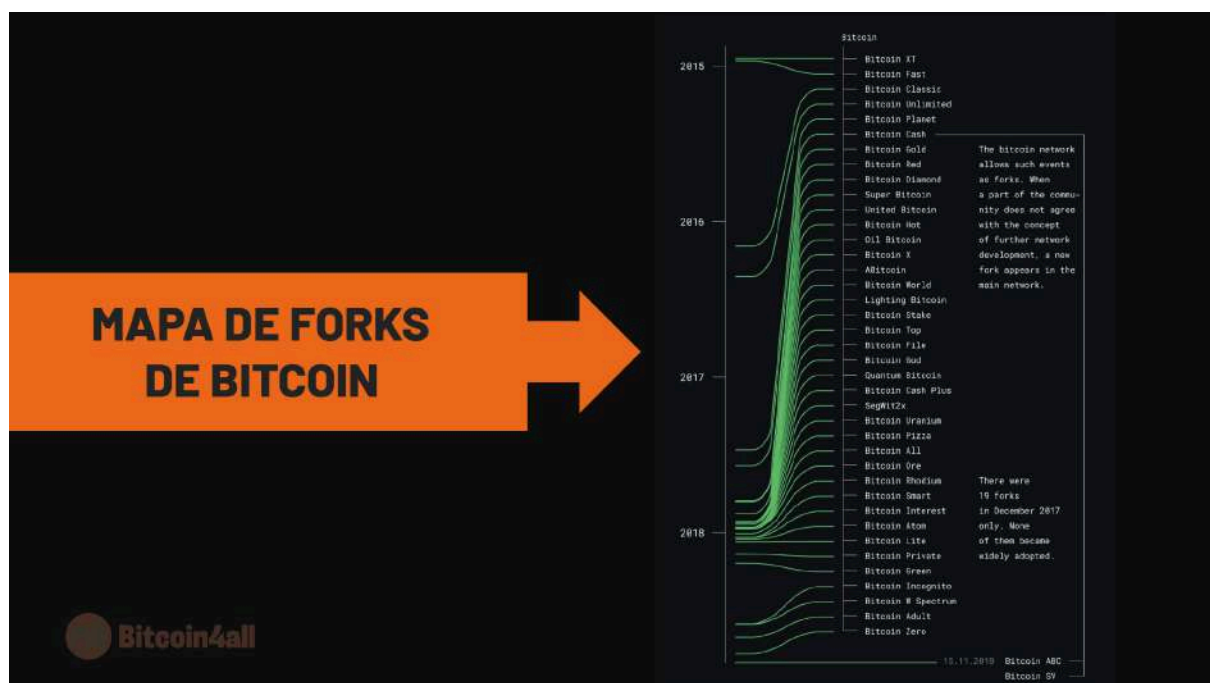 MAPA DE FORKS
DE BITCOIN
Bitcoin4all
Bitcoin
2015
2016
2017
2018
Bitcoin XT
Bitcoin Fast
Bitcoin Classic
Bitcoin Unlimited
Bitcoin Planet
Bitcoin Cash
Bitcoin Gold
Bitcoin Red
Bitcoin Diamond
Super Bitcoin
United Bitcoin
Bitcoin Hot
Oil Bitcoin
Bitcoin X
ABitcoin
Bitcoin World
Lighting Bitcoin
Bitcoin Stake
Bitcoin Top
Bitcoin File
Bitcoin God
Quantum Bitcoin
Bitcoin Cash Plus
SegWit2x
Bitcoin Uranium
Bitcoin Pizza
Bitcoin All
Bitcoin Ore
Bitcoin Rhodium
Bitcoin Smart
Bitcoin Interest
Bitcoin Atom
Bitcoin Lite
Bitcoin Private
Bitcoin Green
Bitcoin Incognito
Bitcoin W Spectrum
Bitcoin Adult
Bitcoin Zero
The bitcoin network
allows such events
as forks. When
a part of the commu-
nity does not agree
with the concept
of further network
development, a new
fork appears in the
main network.
There were
19 forks
in December 2017
only. None
of them became
widely adopted.
Bitcoin ABC
Bitcoin SV